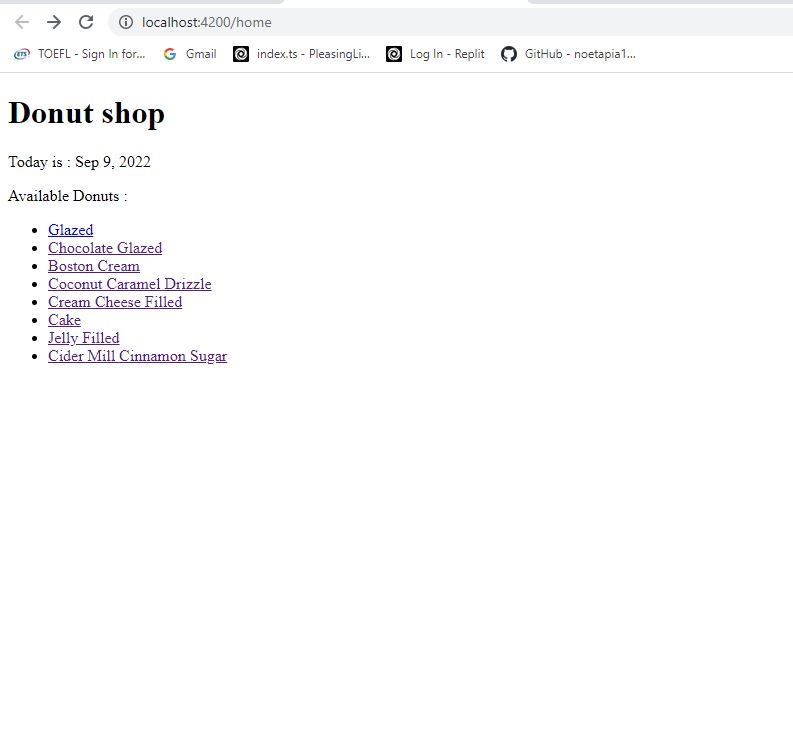 localhost:4200/home
ETS TOEFL - Sign In for... Gmail index.ts - PleasingLi... Log In - Replit GitHub - noetapia1...
Donut shop
Today is : Sep 9, 2022
Available Donuts :
Glazed
Chocolate Glazed
Boston Cream
Coconut Caramel Drizzle
Cream Cheese Filled
Cake
Jelly Filled
Cider Mill Cinnamon Sugar